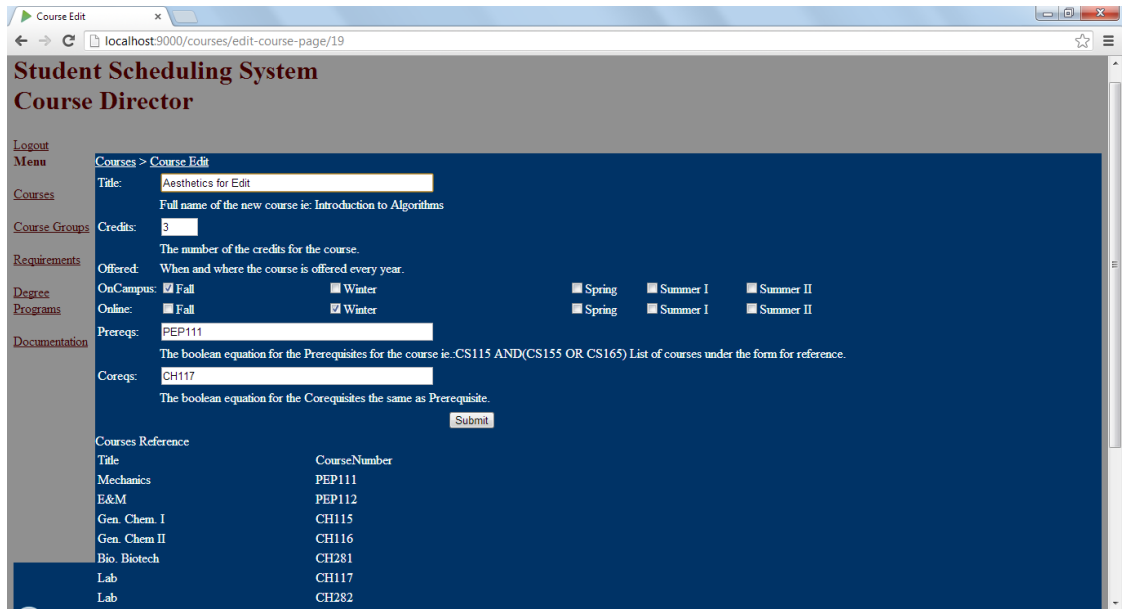 Course Edit
localhost:9000/courses/edit-course-page/19
Student Scheduling System
Course Director
Logout
Menu
Courses
Course Groups
Requirements
Degree
Programs
Documentation
Courses > Course Edit
Title: Aesthetics for Edit
Full name of the new course ie: Introduction to Algorithms
Credits: 3
The number of the credits for the course.
Offered: When and where the course is offered every year.
OnCampus: Fall Winter Spring Summer I Summer II
Online: Fall Winter Spring Summer I Summer II
Prereqs: PEP111
The boolean equation for the Prerequisites for the course ie.:CS115 AND(CS155 OR CS165) List of courses under the form for reference.
Coreqs: CH117
The boolean equation for the Corequisites the same as Prerequisite.
Submit
Courses Reference
Title CourseNumber
Mechanics PEP111
E&M PEP112
Gen. Chem. I CH115
Gen. Chem II CH116
Bio. Biotech CH281
Lab CH117
Lab CH282